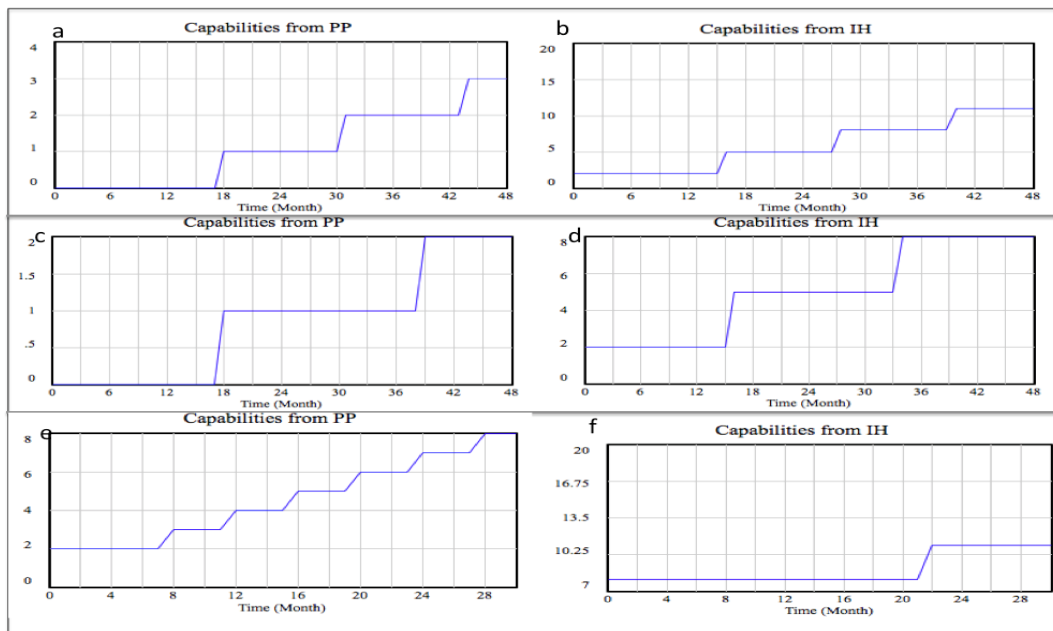 a
Capabilities from PP
4
3
2
1
0
0 6 12 18 24 30 36 42 48
Time (Month)
b
Capabilities from IH
20
15
10
5
0
0 6 12 18 24 30 36 42 48
Time (Month)
c
Capabilities from PP
2
1.5
1
.5
0
0 6 12 18 24 30 36 42 48
Time (Month)
d
Capabilities from IH
8
6
4
2
0
0 6 12 18 24 30 36 42 48
Time (Month)
e
Capabilities from PP
8
6
4
2
0
0 4 8 12 16 20 24 28
Time (Month)
f
Capabilities from IH
20
16.75
13.5
10.25
7
0 4 8 12 16 20 24 28
Time (Month)